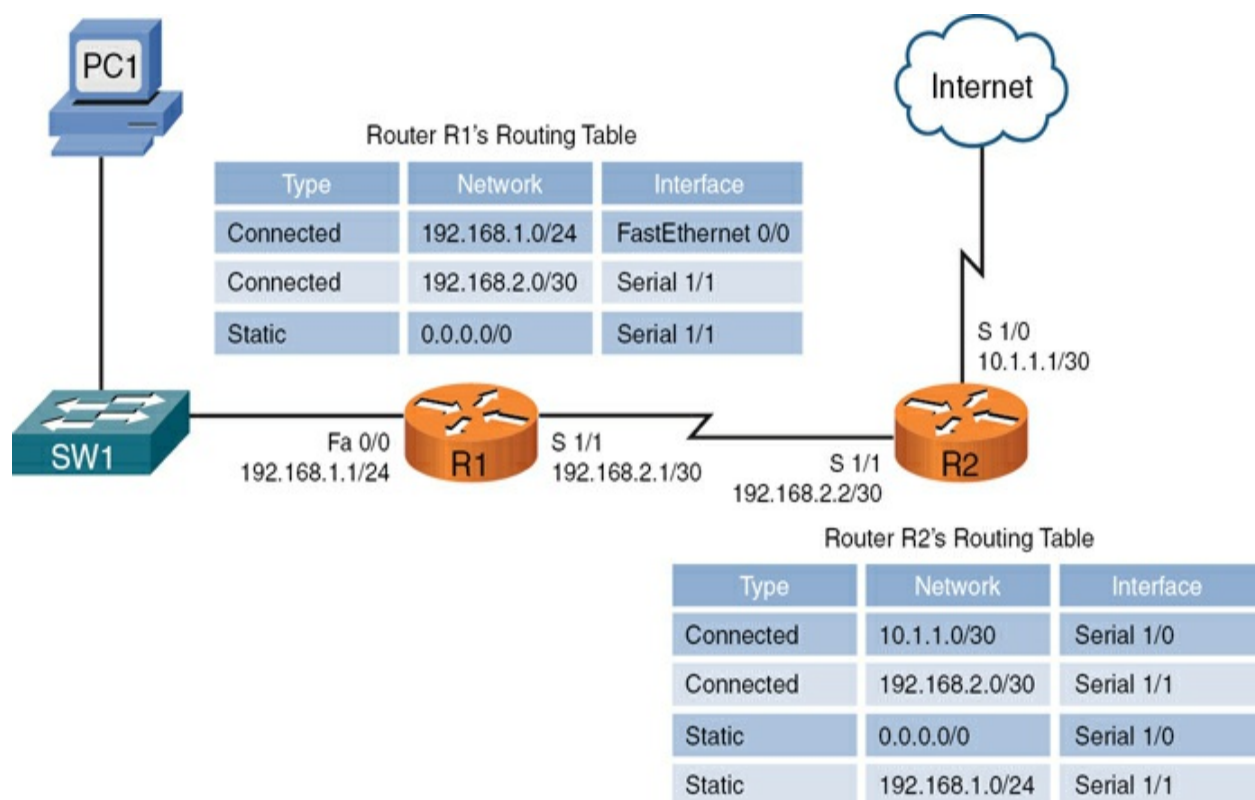 PC1
Internet
Router R1's Routing Table
Type Network Interface
Connected 192.168.1.0/24 FastEthernet 0/0
Connected 192.168.2.0/30 Serial 1/1
Static 0.0.0.0/0 Serial 1/1
S 1/0
10.1.1.1/30
SW1
Fa 0/0
192.168.1.1/24
R1
S 1/1
192.168.2.1/30
S 1/1
192.168.2.2/30
R2
Router R2's Routing Table
Type Network Interface
Connected 10.1.1.0/30 Serial 1/0
Connected 192.168.2.0/30 Serial 1/1
Static 0.0.0.0/0 Serial 1/0
Static 192.168.1.0/24 Serial 1/1